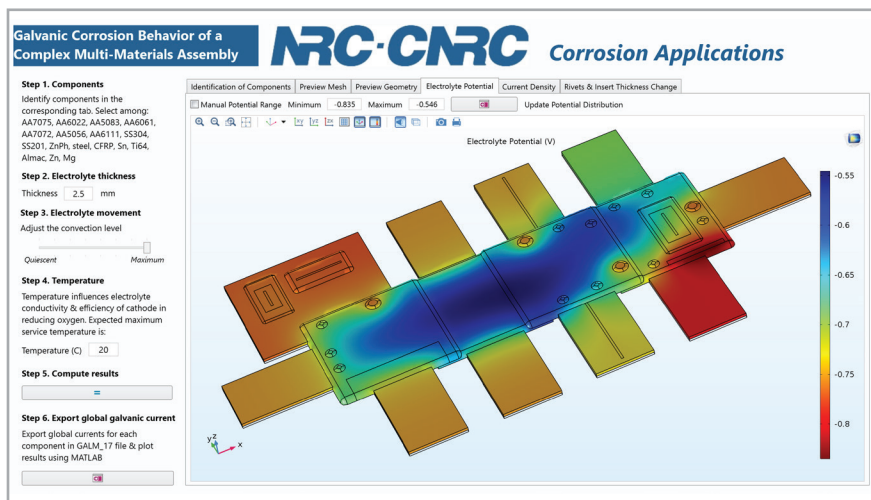 Galvanic Corrosion Behavior of a
Complex Multi-Materials Assembly
NRC·CNRC
Corrosion Applications
Step 1. Components
Identify components in the
corresponding tab. Select among:
AA7075, AA6022, AA5083, AA6061,
AA7072, AA5056, AA6111, SS304,
SS201, ZnPh, steel, CFRP, Sn, Ti64,
Almac, Zn, Mg
Step 2. Electrolyte thickness
Thickness 2.5 mm
Step 3. Electrolyte movement
Adjust the convection level
Quiescent Maximum
Step 4. Temperature
Temperature influences electrolyte
conductivity & efficiency of cathode in
reducing oxygen. Expected maximum
service temperature is:
Temperature (C) 20
Step 5. Compute results
=
Step 6. Export global galvanic current
Export global currents for each
component in GALM_17 file & plot
results using MATLAB
Identification of Components Preview Mesh Preview Geometry Electrolyte Potential Current Density Rivets & Insert Thickness Change
Manual Potential Range Minimum -0.835 Maximum -0.546 Update Potential Distribution
xy yz zx
Electrolyte Potential (V)
-0.55
-0.6
-0.65
-0.7
-0.75
-0.8
y z x